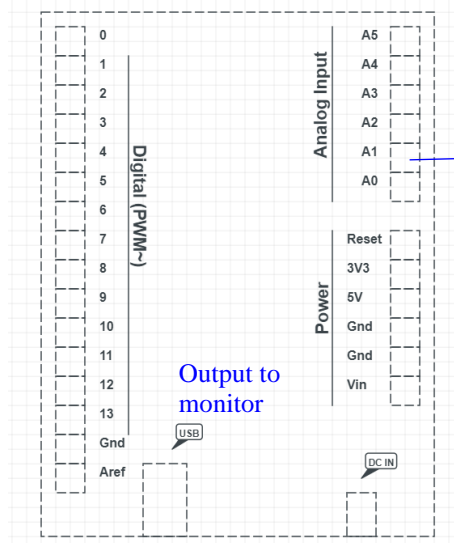 0
1
2
3
4
5
6
7
8
9
10
11
12
13
Gnd
Aref
Digital (PWM~)
Analog Input
A5
A4
A3
A2
A1
A0
Power
Reset
3V3
5V
Gnd
Gnd
Vin
Output to
monitor
USB
DC IN